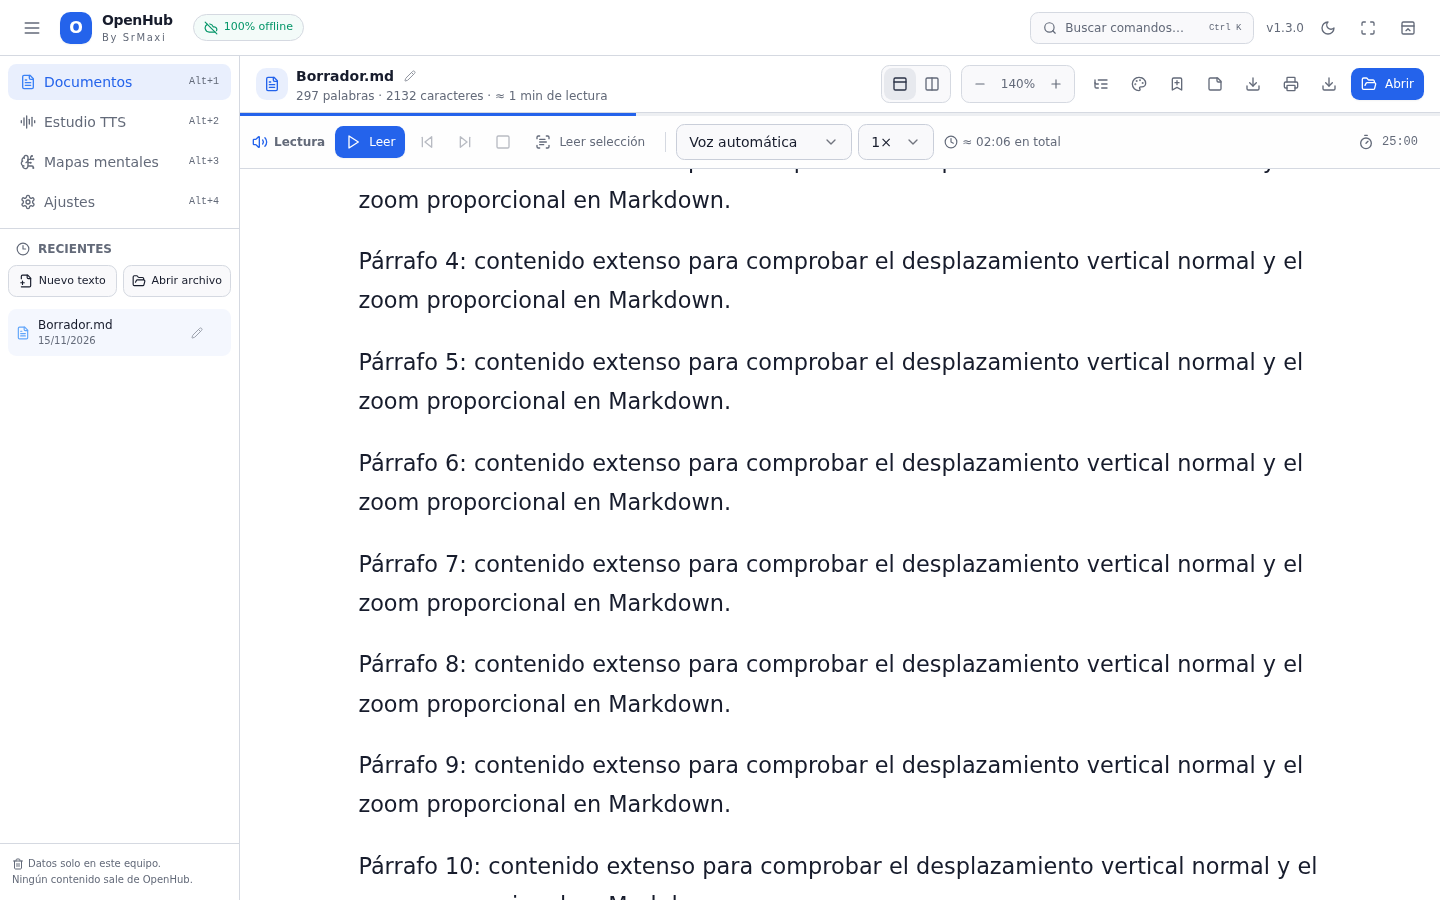 O
OpenHub
By SrMaxi
100% offline
Buscar comandos...
Ctrl K
v1.3.0
Documentos
Alt+1
Estudio TTS
Alt+2
Mapas mentales
Alt+3
Ajustes
Alt+4
RECIENTES
Nuevo texto
Abrir archivo
Borrador.md
15/11/2026
Datos solo en este equipo.
Ningún contenido sale de OpenHub.
Borrador.md
297 palabras · 2132 caracteres · ≈ 1 min de lectura
140%
Abrir
Lectura
Leer
Leer selección
Voz automática
1×
≈ 02:06 en total
25:00
zoom proporcional en Markdown.
Párrafo 4: contenido extenso para comprobar el desplazamiento vertical normal y el
zoom proporcional en Markdown.
Párrafo 5: contenido extenso para comprobar el desplazamiento vertical normal y el
zoom proporcional en Markdown.
Párrafo 6: contenido extenso para comprobar el desplazamiento vertical normal y el
zoom proporcional en Markdown.
Párrafo 7: contenido extenso para comprobar el desplazamiento vertical normal y el
zoom proporcional en Markdown.
Párrafo 8: contenido extenso para comprobar el desplazamiento vertical normal y el
zoom proporcional en Markdown.
Párrafo 9: contenido extenso para comprobar el desplazamiento vertical normal y el
zoom proporcional en Markdown.
Párrafo 10: contenido extenso para comprobar el desplazamiento vertical normal y el